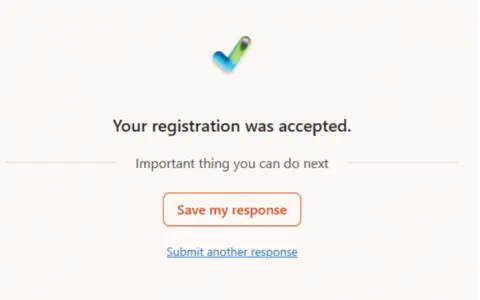 Your registration was accepted.
Important thing you can do next
Save my response
Submit another response